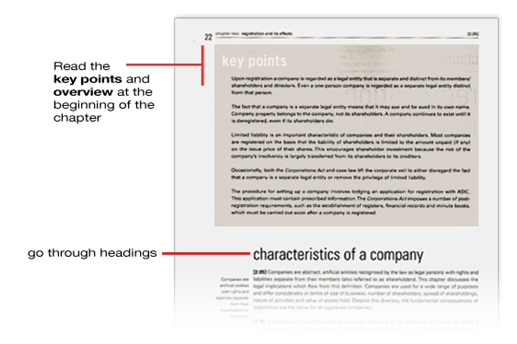 22 chapter two registration and its effects [2.05]
key points
Upon registration a company is regarded as a legal entity that is separate and distinct from its members'
shareholders and directors. Even a one-person company is regarded as a separate legal entity distinct
from that person.
The fact that a company is a separate legal entity means that it may sue and be sued in its own name.
Company property belongs to the company, not its shareholders. A company continues to exist until it
is deregistered, even if its shareholders die.
Limited liability is an important characteristic of companies and their shareholders. Most companies
are registered on the basis that the liability of shareholders is limited to the amount unpaid (if any)
on the issue price of their shares. This encourages shareholder investment because the risk of the
company's insolvency is largely transferred from its shareholders to its creditors.
Occasionally, both the Corporations Act and case law lift the corporate veil to either disregard the fact
that a company is a separate legal entity or remove the privilege of limited liability.
The procedure for setting up a company involves lodging an application for registration with ASIC.
This application must contain prescribed information. The Corporations Act imposes a number of post-
registration requirements, such as the establishment of registers, financial records and minute books,
which must be carried out soon after a company is registered.
Read the
key points and
overview at the
beginning of the
chapter
go through headings
characteristics of a company
[2.05] Companies are abstract, artificial entities recognised by the law as legal persons with rights and
liabilities separate from their members (also referred to as shareholders). This chapter discusses the
legal implications which flow from this definition. Companies are used for a wide range of purposes
and differ considerably in terms of size of business, number of shareholders, spread of shareholdings,
nature of activities and value of assets held. Despite this diversity, the fundamental consequences of
registration are the same for all registered companies.
Companies are
artificial entities
with rights and
liabilities separate
from their